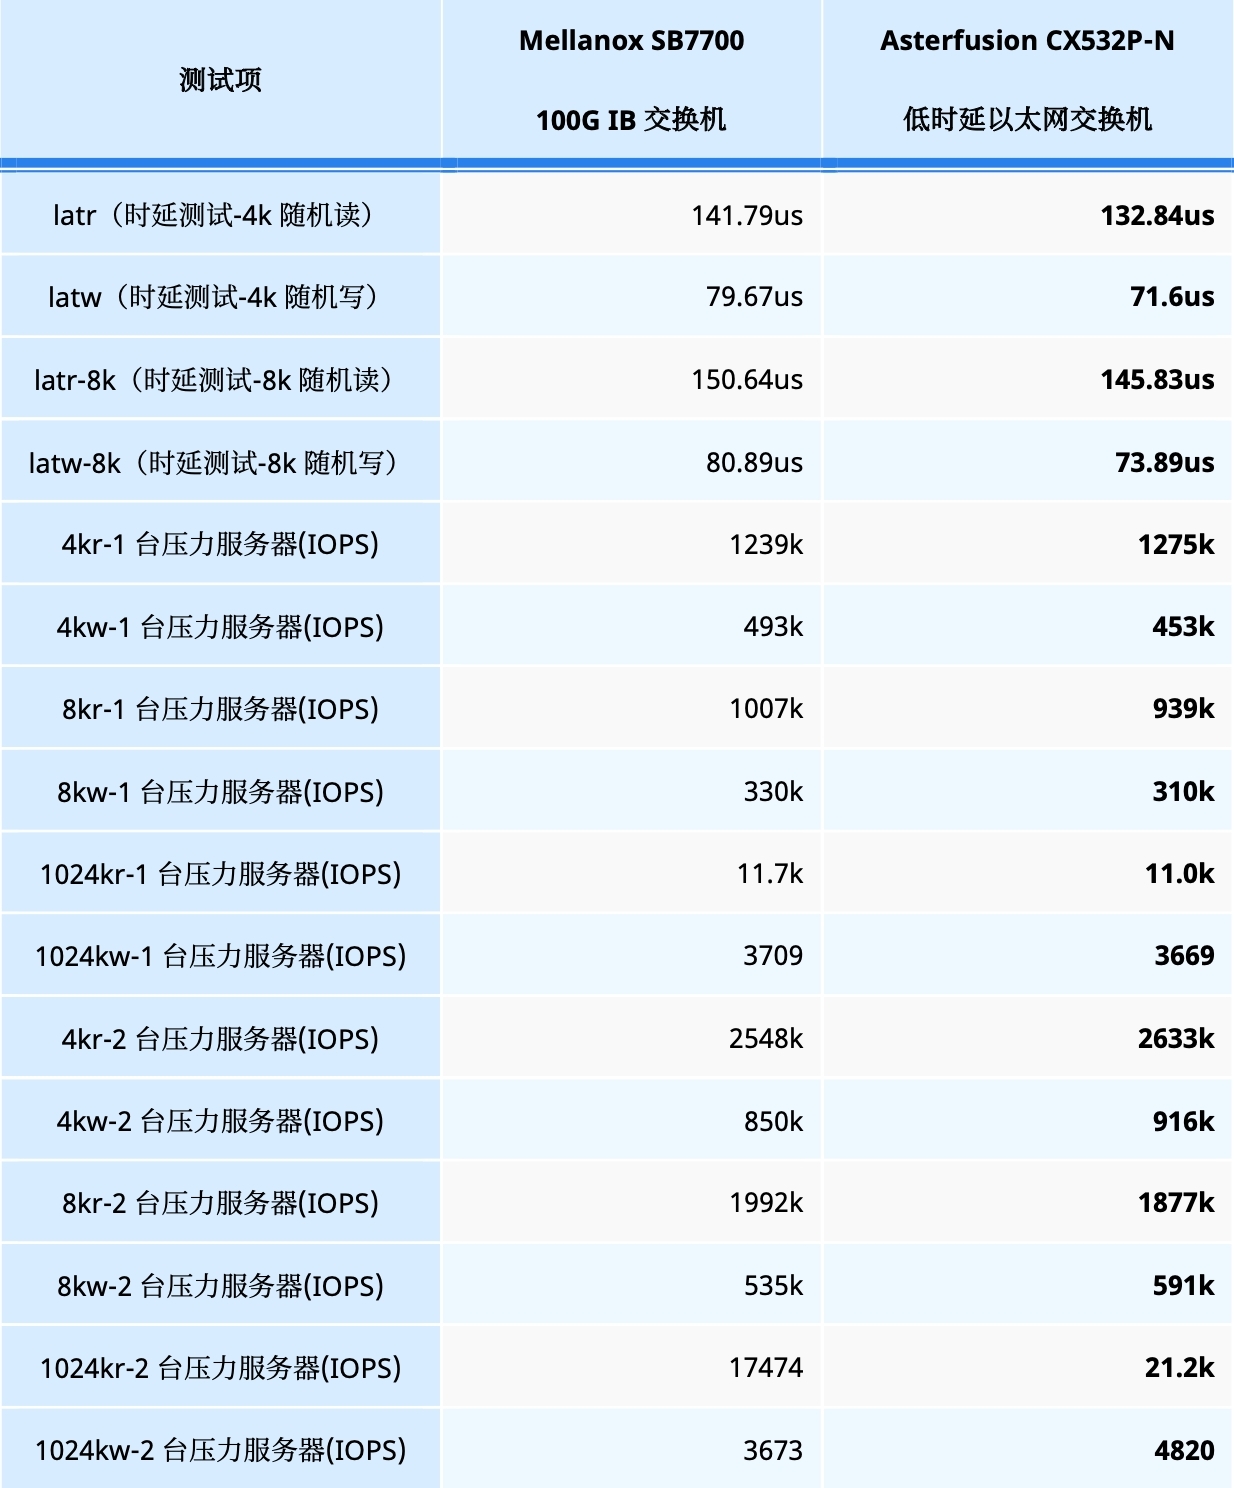 测试项
Mellanox SB7700
100G IB 交换机
Asterfusion CX532P-N
低时延以太网交换机
latr（时延测试-4k 随机读） 141.79us 132.84us
latw（时延测试-4k 随机写） 79.67us 71.6us
latr-8k（时延测试-8k 随机读） 150.64us 145.83us
latw-8k（时延测试-8k 随机写） 80.89us 73.89us
4kr-1 台压力服务器(IOPS) 1239k 1275k
4kw-1 台压力服务器(IOPS) 493k 453k
8kr-1 台压力服务器(IOPS) 1007k 939k
8kw-1 台压力服务器(IOPS) 330k 310k
1024kr-1 台压力服务器(IOPS) 11.7k 11.0k
1024kw-1 台压力服务器(IOPS) 3709 3669
4kr-2 台压力服务器(IOPS) 2548k 2633k
4kw-2 台压力服务器(IOPS) 850k 916k
8kr-2 台压力服务器(IOPS) 1992k 1877k
8kw-2 台压力服务器(IOPS) 535k 591k
1024kr-2 台压力服务器(IOPS) 17474 21.2k
1024kw-2 台压力服务器(IOPS) 3673 4820